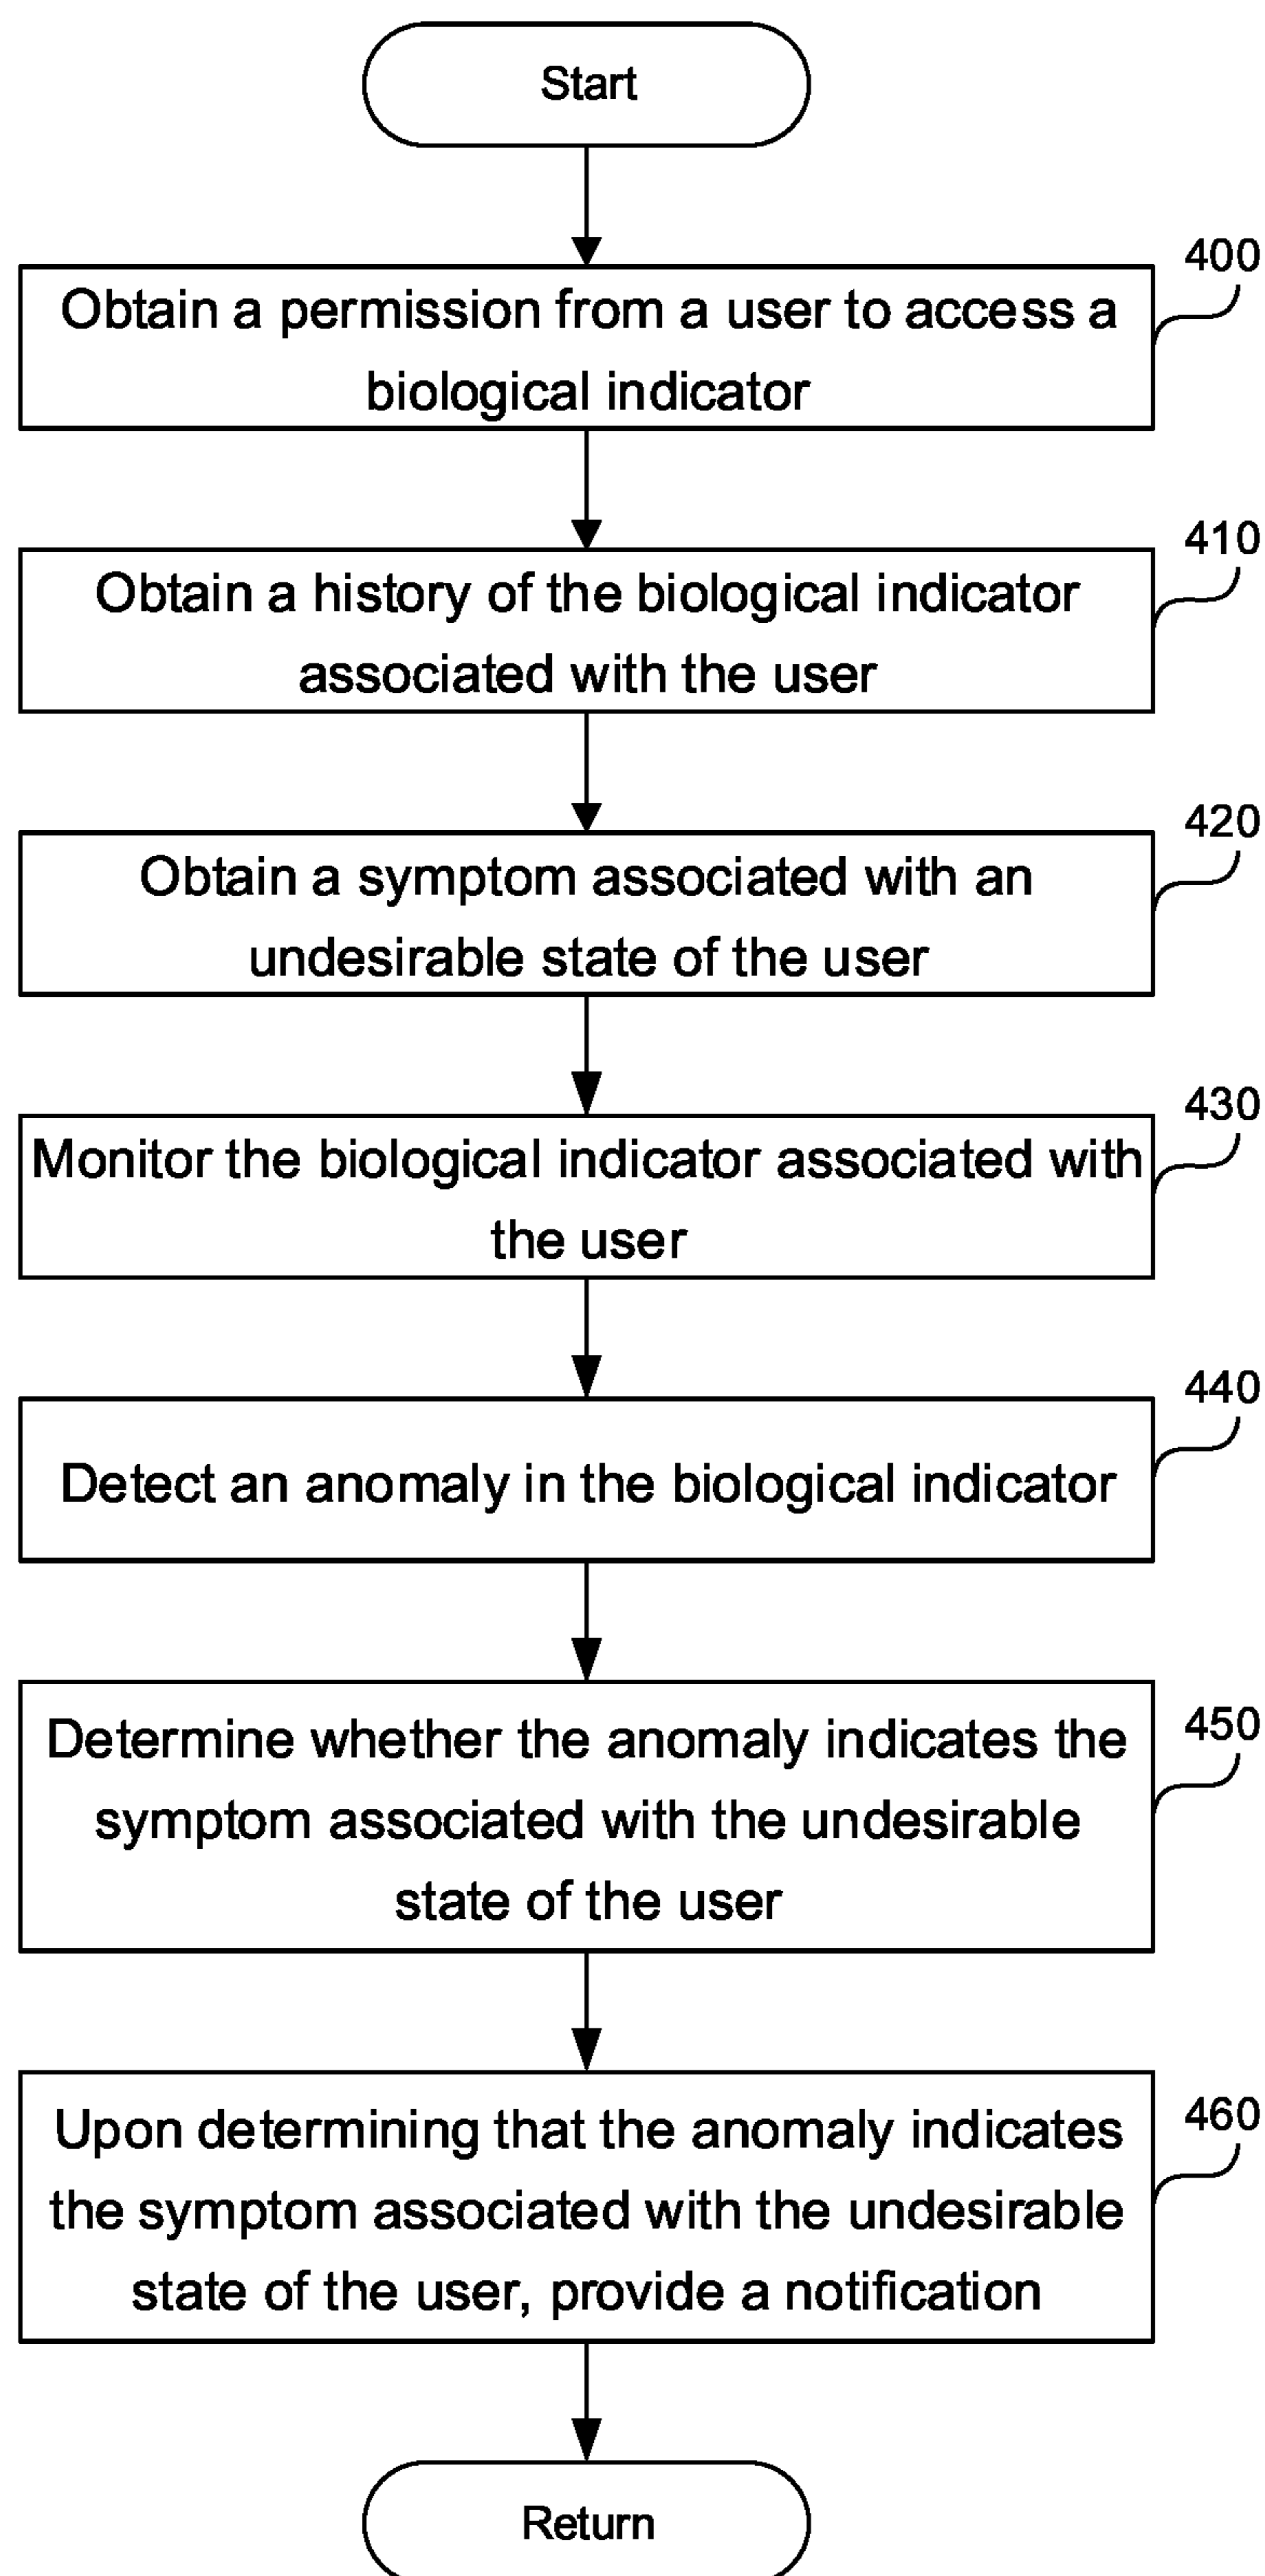 Start
400
Obtain a permission from a user to access a
biological indicator
410
Obtain a history of the biological indicator
associated with the user
420
Obtain a symptom associated with an
undesirable state of the user
430
Monitor the biological indicator associated with
the user
440
Detect an anomaly in the biological indicator
450
Determine whether the anomaly indicates the
symptom associated with the undesirable
state of the user
460
Upon determining that the anomaly indicates
the symptom associated with the undesirable
state of the user, provide a notification
Return